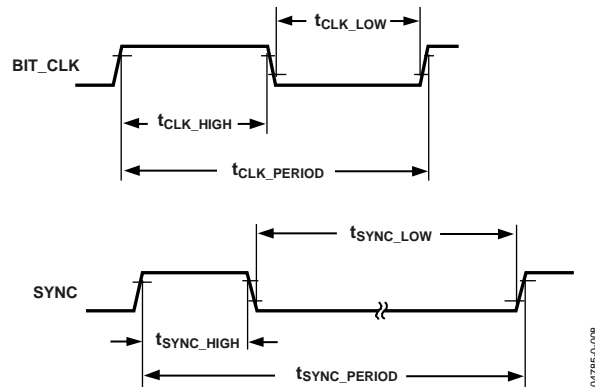 tCLK_LOW
BIT_CLK
tCLK_HIGH
tCLK_PERIOD
tSYNC_LOW
SYNC
tSYNC_HIGH
tSYNC_PERIOD
04785-0-008